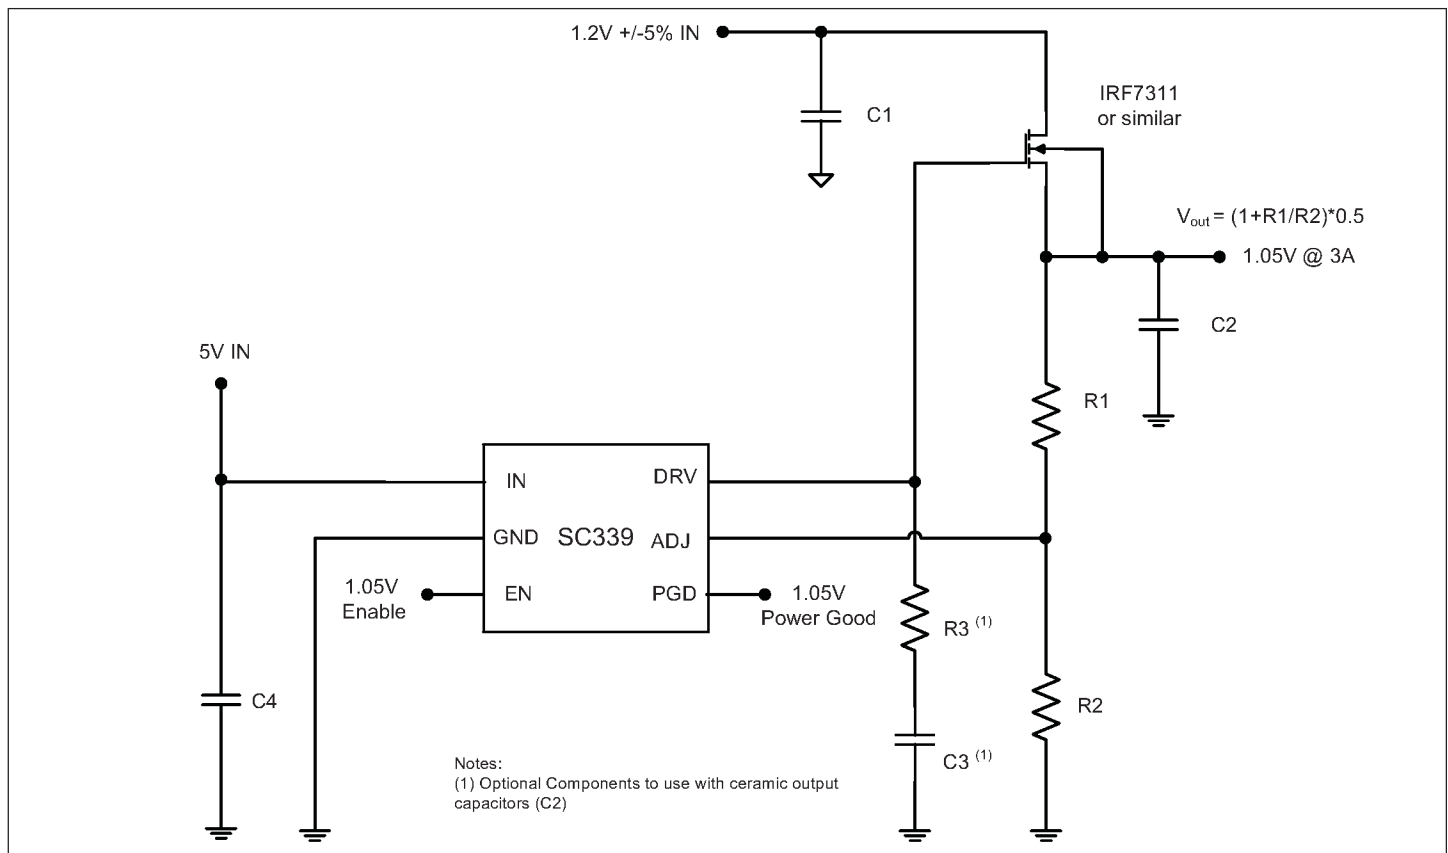 1.2V +/-5% IN
C1
IRF7311
or similar
Vout = (1+R1/R2)*0.5
1.05V @ 3A
C2
5V IN
R1
IN
DRV
GND
SC339
ADJ
1.05V
Enable
EN
PGD
1.05V
Power Good
R3 (1)
C4
R2
C3 (1)
Notes:
(1) Optional Components to use with ceramic output
capacitors (C2)